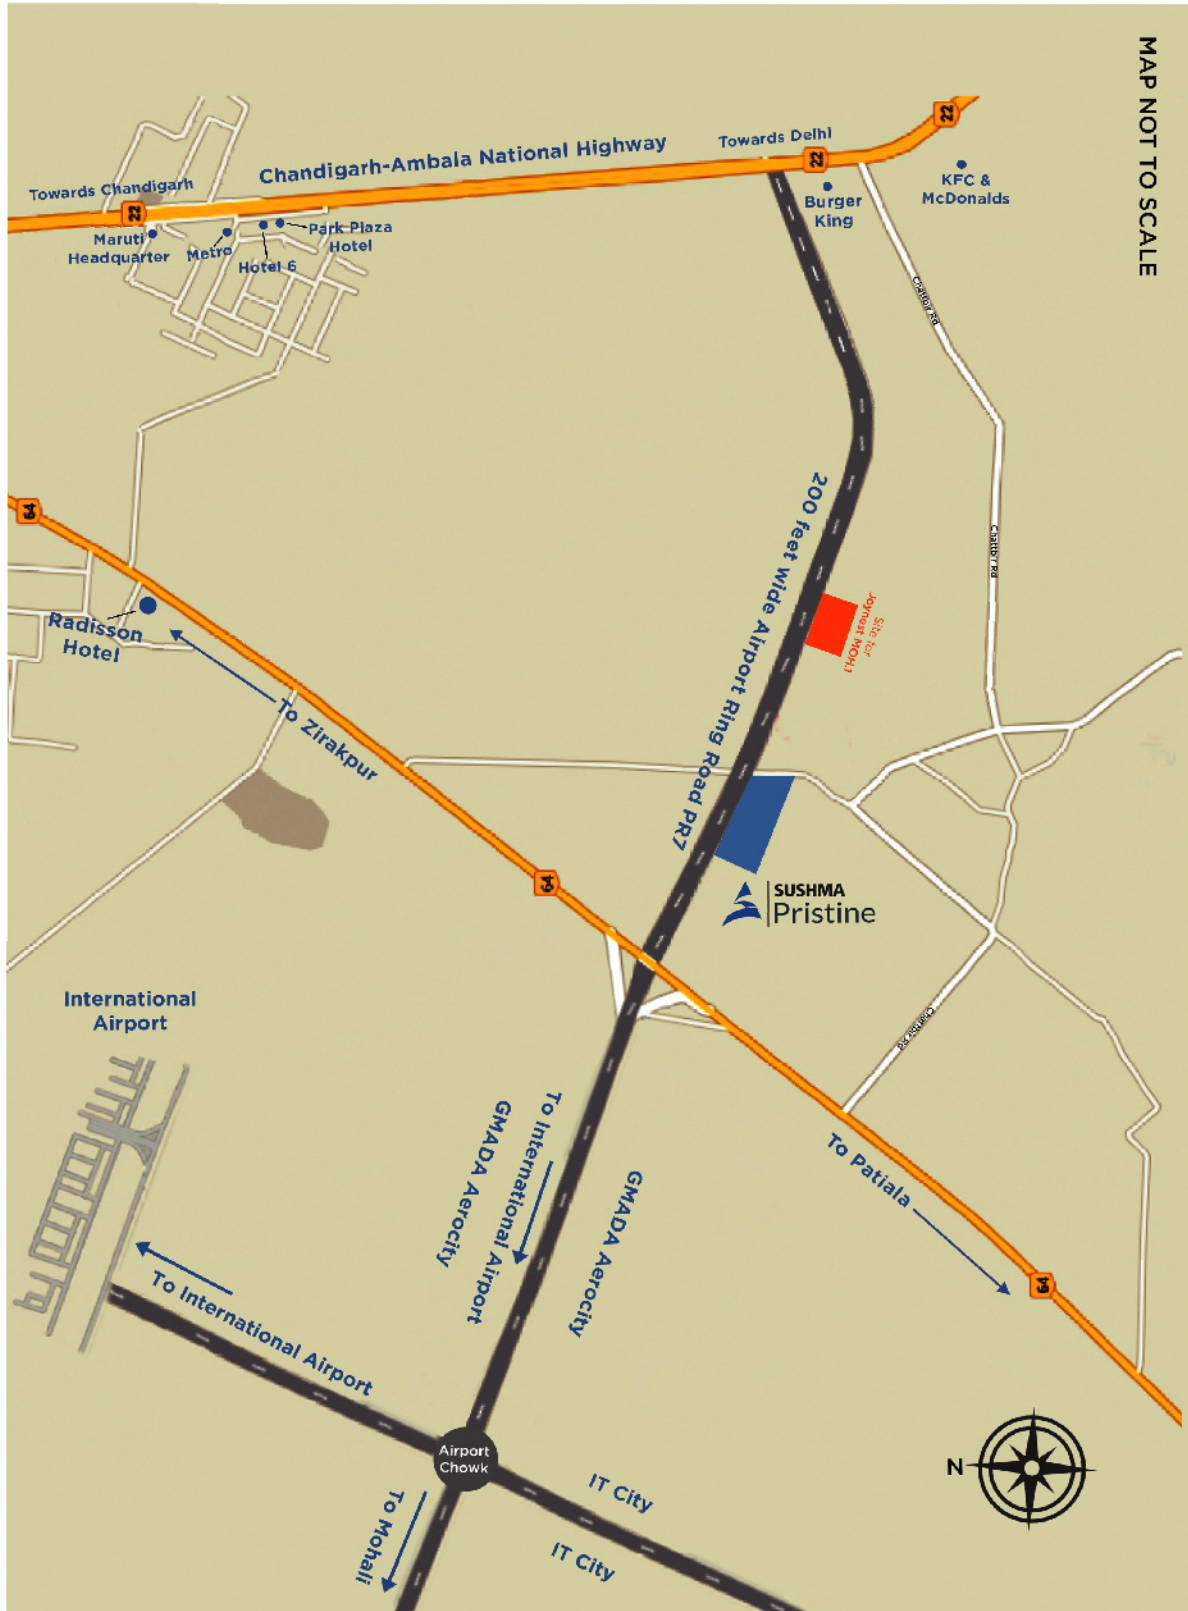 MAP NOT TO SCALE
22
Towards Delhi
22
Chandigarh-Ambala National Highway
KFC &
McDonalds
Towards Chandigarh
22
Burger
King
Park Plaza
Hotel
Maruti
Headquarter
Metro
Hotel 6
Chattbir Rd
200 feet wide Airport Ring Road PR7
64
Chattbir Rd
Site for
Joynest MOH.1
Radisson
Hotel
To Zirakpur
64
SUSHMA
Pristine
International
Airport
Chattbir Rd
To International Airport
GMADA Aerocity
GMADA Aerocity
To Patiala
64
To International Airport
Airport
Chowk
N
IT City
IT City
To Mohali